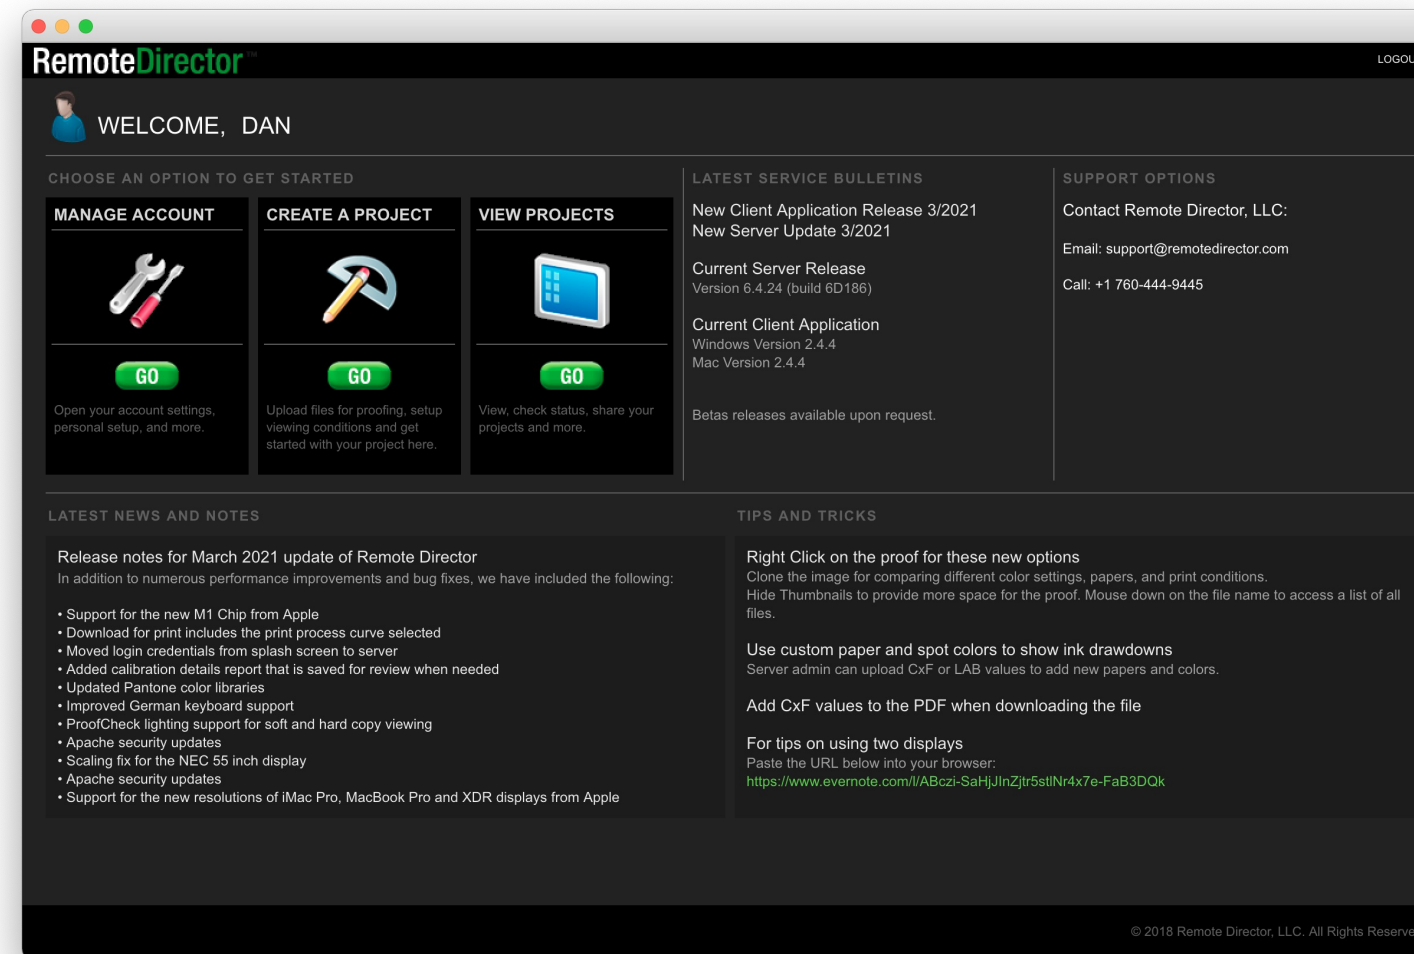 RemoteDirector™
LOGOU
WELCOME, DAN
CHOOSE AN OPTION TO GET STARTED
MANAGE ACCOUNT
GO
Open your account settings,
personal setup, and more.
CREATE A PROJECT
GO
Upload files for proofing, setup
viewing conditions and get
started with your project here.
VIEW PROJECTS
GO
View, check status, share your
projects and more.
LATEST SERVICE BULLETINS
New Client Application Release 3/2021
New Server Update 3/2021
Current Server Release
Version 6.4.24 (build 6D186)
Current Client Application
Windows Version 2.4.4
Mac Version 2.4.4
Betas releases available upon request.
SUPPORT OPTIONS
Contact Remote Director, LLC:
Email: support@remotedirector.com
Call: +1 760-444-9445
LATEST NEWS AND NOTES
Release notes for March 2021 update of Remote Director
In addition to numerous performance improvements and bug fixes, we have included the following:
• Support for the new M1 Chip from Apple
• Download for print includes the print process curve selected
• Moved login credentials from splash screen to server
• Added calibration details report that is saved for review when needed
• Updated Pantone color libraries
• Improved German keyboard support
• ProofCheck lighting support for soft and hard copy viewing
• Apache security updates
• Scaling fix for the NEC 55 inch display
• Apache security updates
• Support for the new resolutions of iMac Pro, MacBook Pro and XDR displays from Apple
TIPS AND TRICKS
Right Click on the proof for these new options
Clone the image for comparing different color settings, papers, and print conditions.
Hide Thumbnails to provide more space for the proof. Mouse down on the file name to access a list of all
files.
Use custom paper and spot colors to show ink drawdowns
Server admin can upload CxF or LAB values to add new papers and colors.
Add CxF values to the PDF when downloading the file
For tips on using two displays
Paste the URL below into your browser:
https://www.evernote.com/l/ABczi-SaHjJInZjtr5stlNr4x7e-FaB3DQk
© 2018 Remote Director, LLC. All Rights Reserve